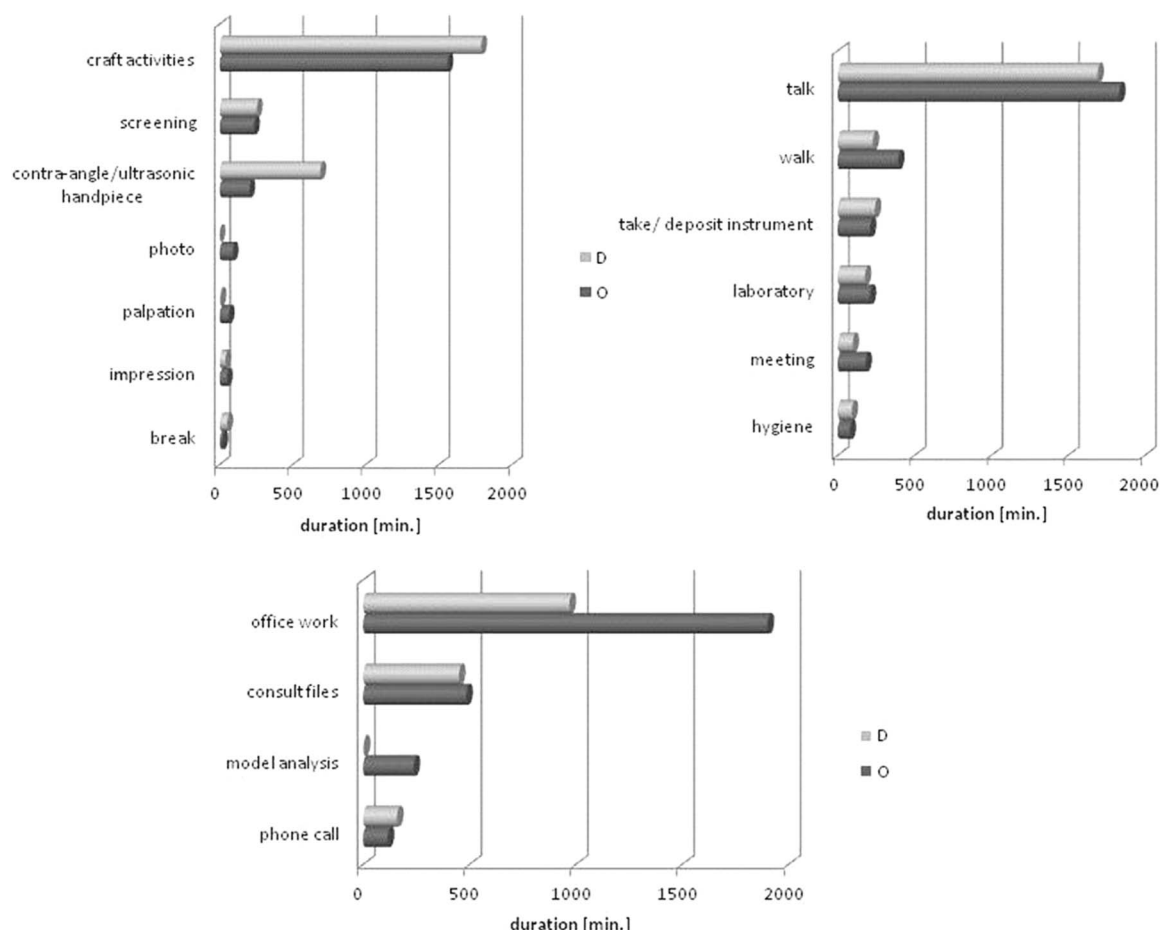 craft activities
screening
contra-angle/ultrasonic
handpiece
photo
palpation
impression
break
0 500 1000 1500 2000
duration [min.]
D
O
talk
walk
take/ deposit instrument
laboratory
meeting
hygiene
0 500 1000 1500 2000
duration [min.]
office work
consult files
model analysis
phone call
0 500 1000 1500 2000
duration [min.]
D
O